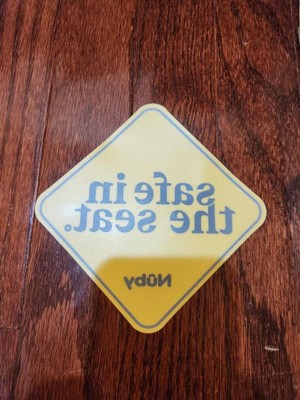 safe in
the seat.
Nûby